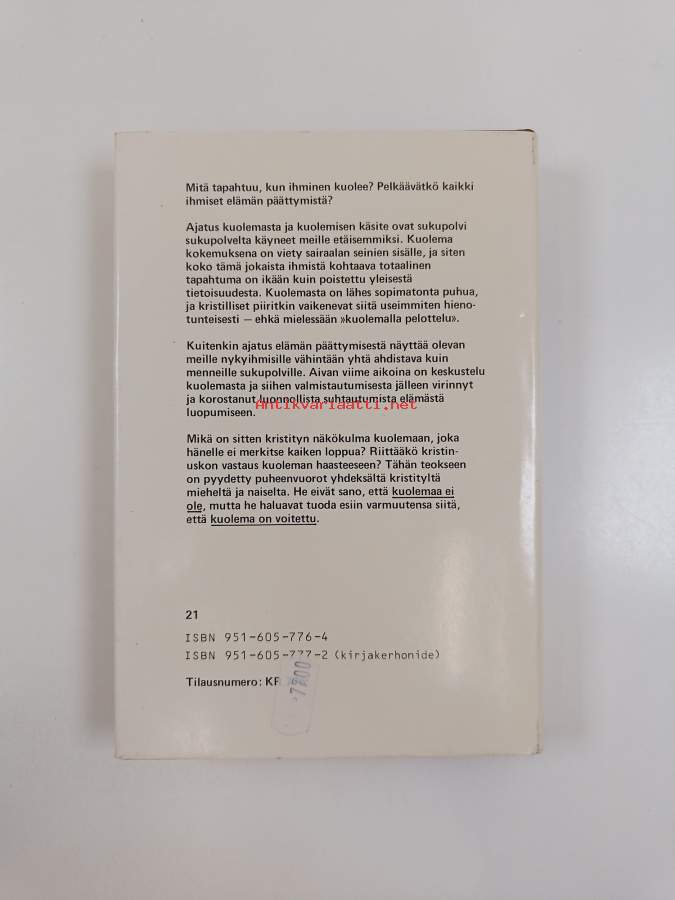 Mitä tapahtuu, kun ihminen kuolee? Pelkäävätkö kaikki
ihmiset elämän päättymistä?
Ajatus kuolemasta ja kuolemisen käsite ovat sukupolvi
sukupolvelta käyneet meille etäisemmiksi. Kuolema
kokemuksena on viety sairaalan seinien sisälle, ja siten
koko tämä jokaista ihmistä kohtaava totaalinen
tapahtuma on ikään kuin poistettu yleisestä
tietoisuudesta. Kuolemasta on lähes sopimatonta puhua,
ja kristilliset piiritkin vaikenevat siitä useimmiten hieno-
tunteisesti — ehkä mielessään »kuolemalla pelottelu».
Kuitenkin ajatus elämän päättymisestä näyttää olevan
meille nykyihmisille vähintään yhtä ahdistava kuin
menneille sukupolville. Aivan viime aikoina on keskustelu
kuolemasta ja siihen valmistautumisesta jälleen virinnyt
ja korostanut luonnollista suhtautumista elämästä
Antikvariaatti.net
luopumiseen.
Mikä on sitten kristityn näkökulma kuolemaan, joka
hänelle ei merkitse kaiken loppua? Riittääkö kristin-
uskon vastaus kuoleman haasteeseen? Tähän teokseen
on pyydetty puheenvuorot yhdeksältä kristityltä
mieheltä ja naiselta. He eivät sano, että kuolemaa ei
ole, mutta he haluavat tuoda esiin varmuutensa siitä,
että kuolema on voitettu.
21
ISBN 951-605-776-4
ISBN 951-605-777-2 (kirjakerhonide)
Tilausnumero: